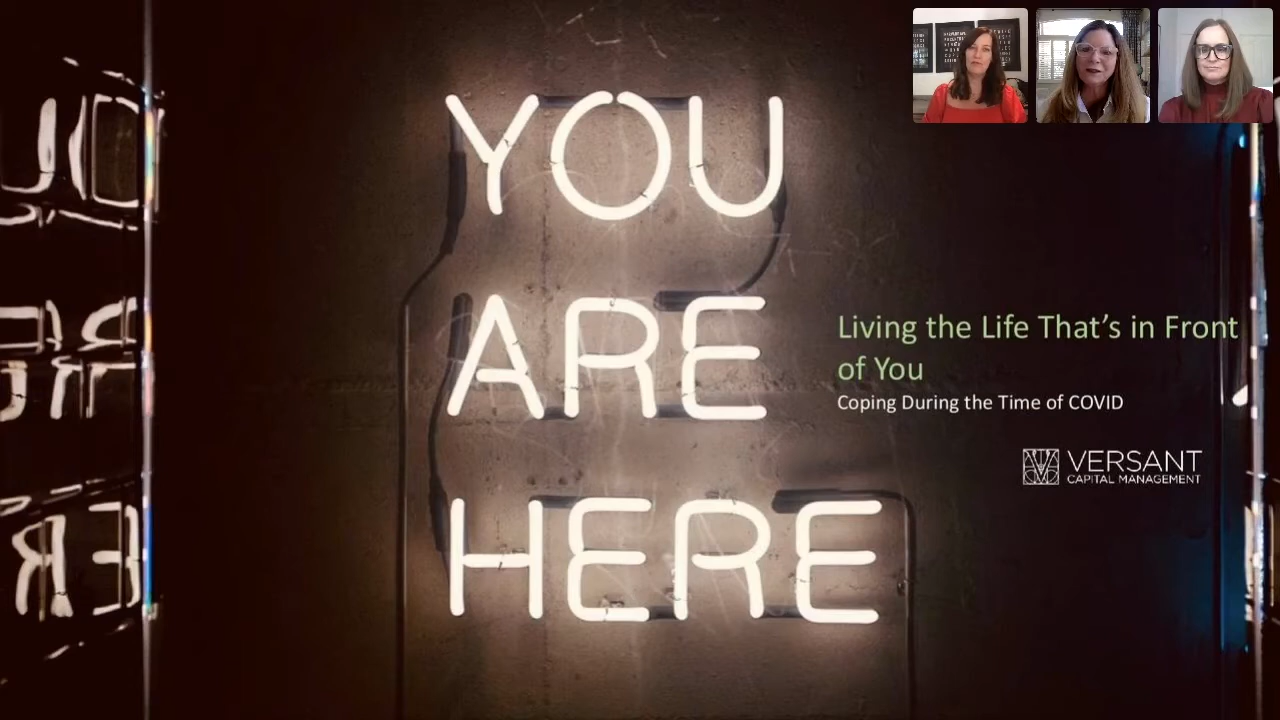 YOU
ARE
HERE
Living the Life That's in Front
of You
Coping During the Time of COVID
VERSANT
CAPITAL MANAGEMENT